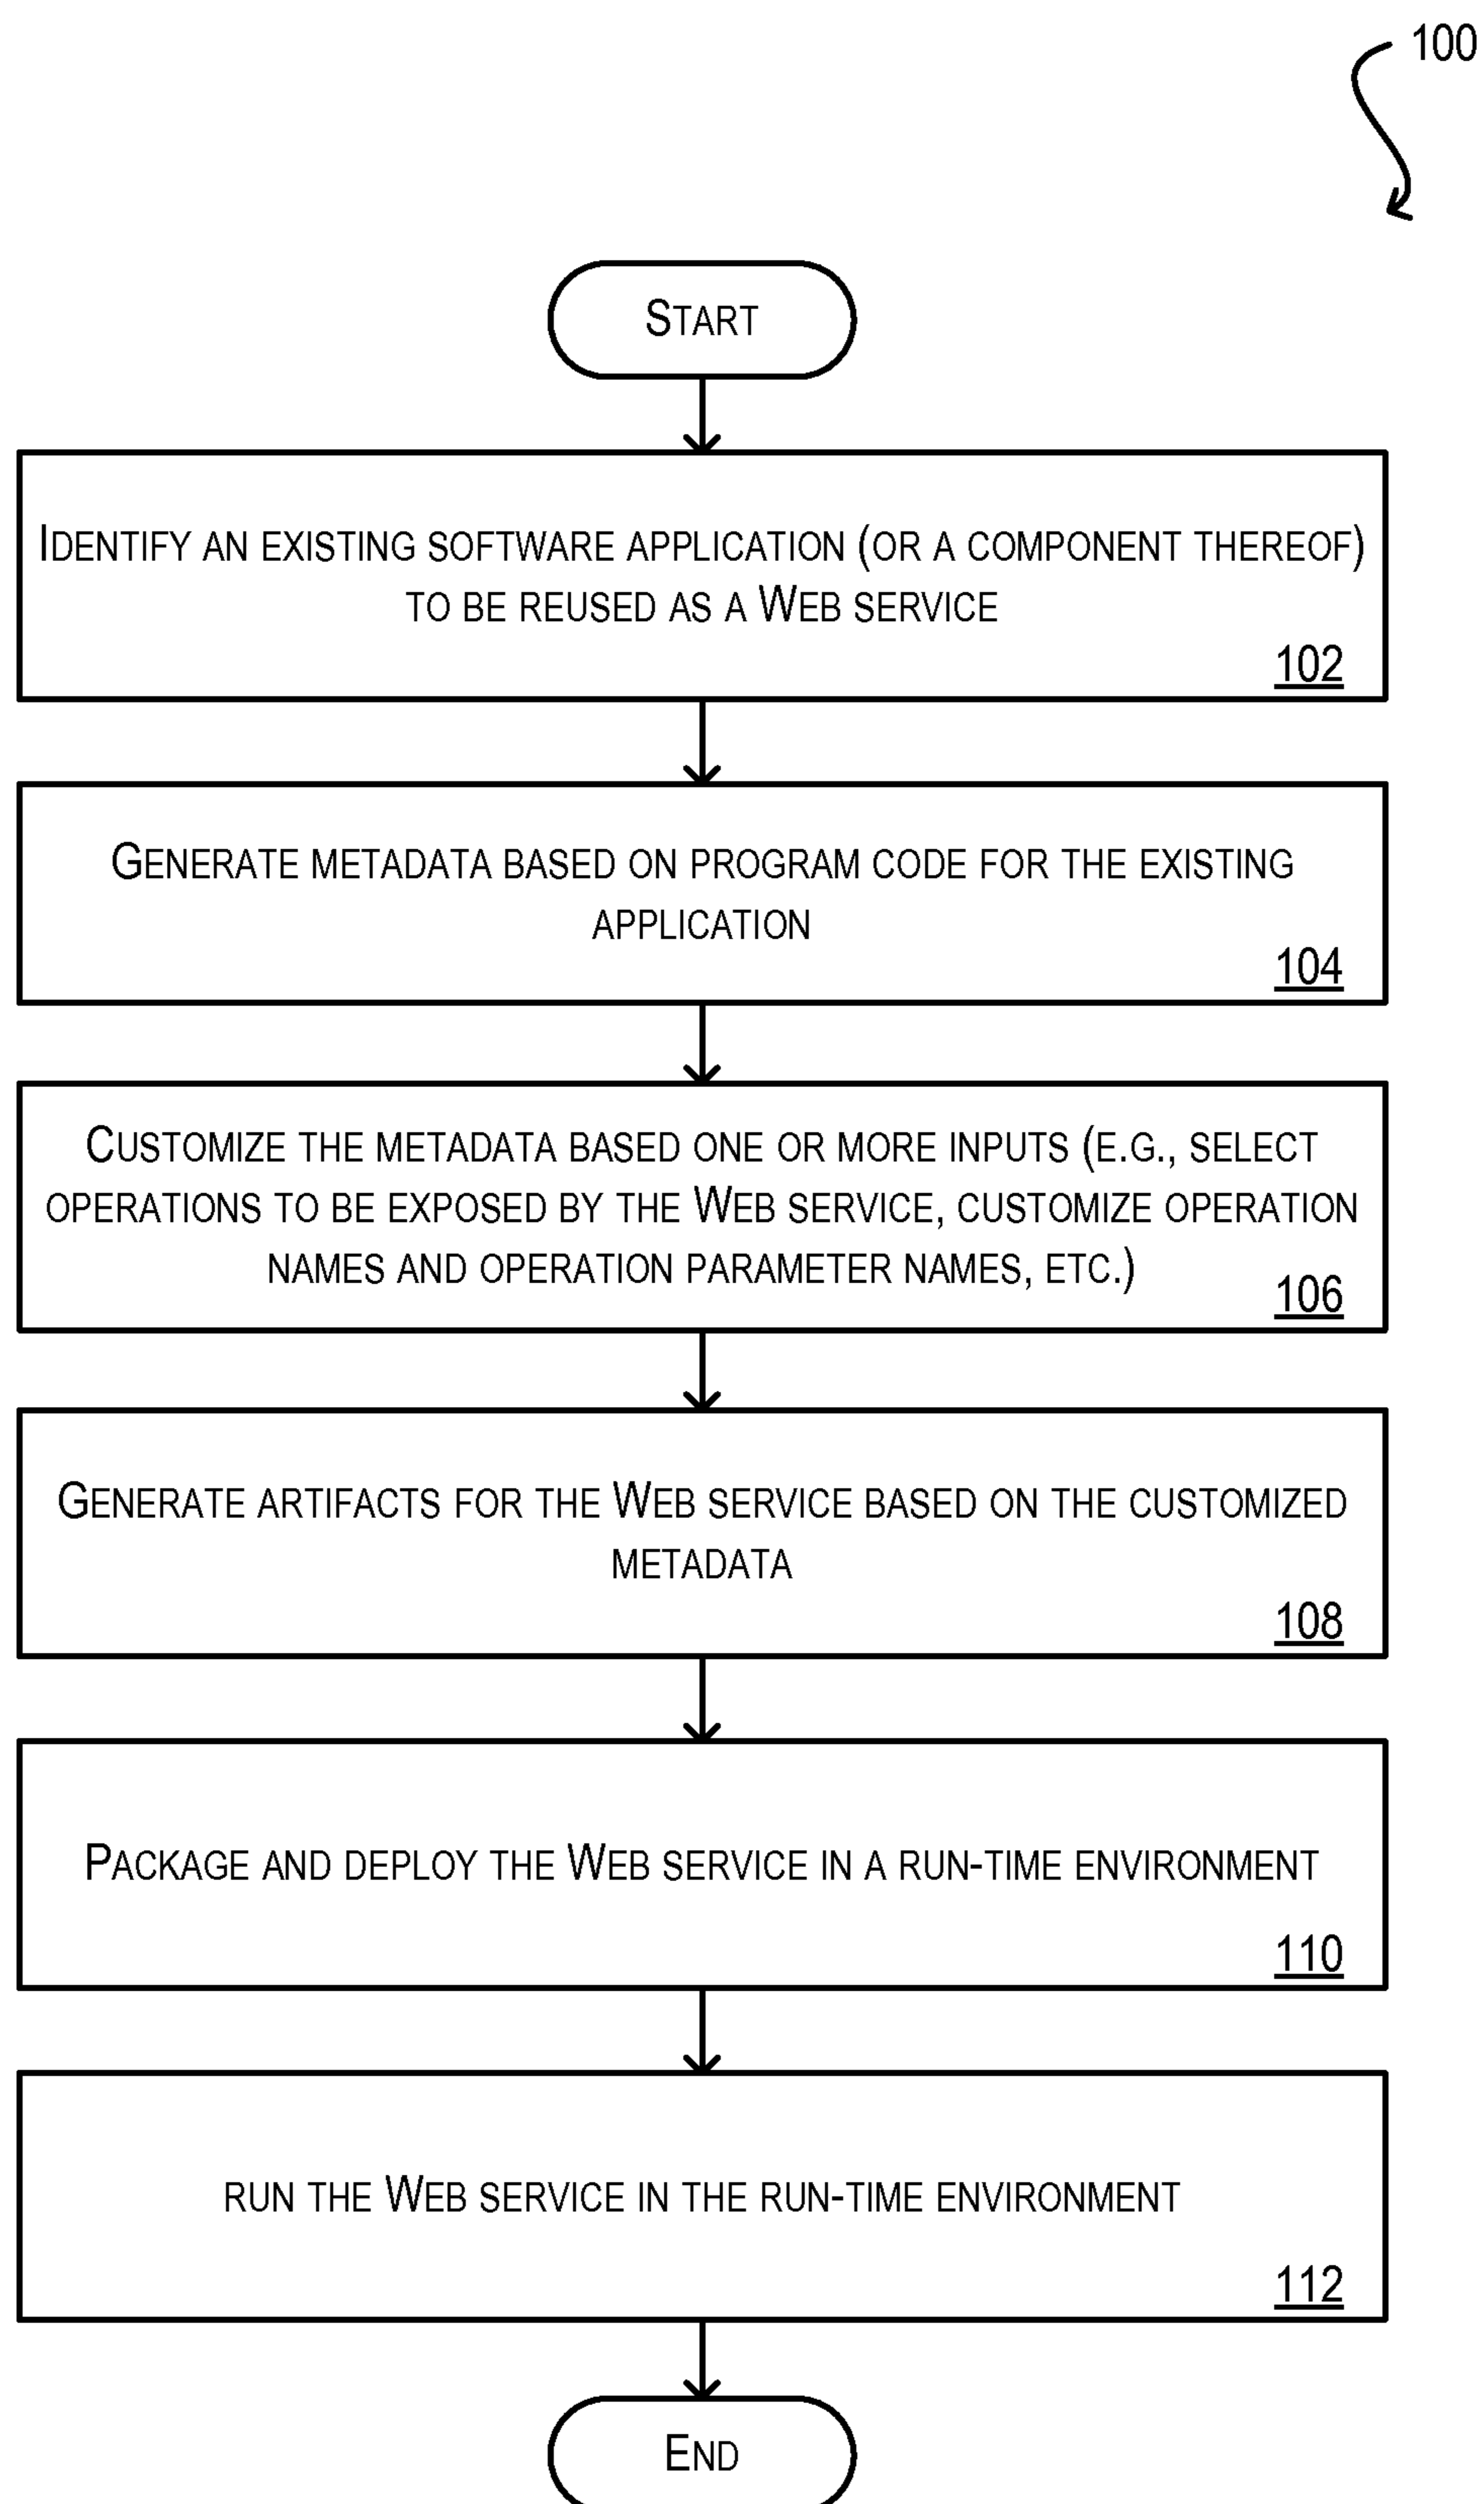 100
Start
Identify an existing software application (or a component thereof)
to be reused as a Web service
102
Generate metadata based on program code for the existing
application
104
Customize the metadata based one or more inputs (e.g., select
operations to be exposed by the Web service, customize operation
names and operation parameter names, etc.)
106
Generate artifacts for the Web service based on the customized
metadata
108
Package and deploy the Web service in a run-time environment
110
run the Web service in the run-time environment
112
End